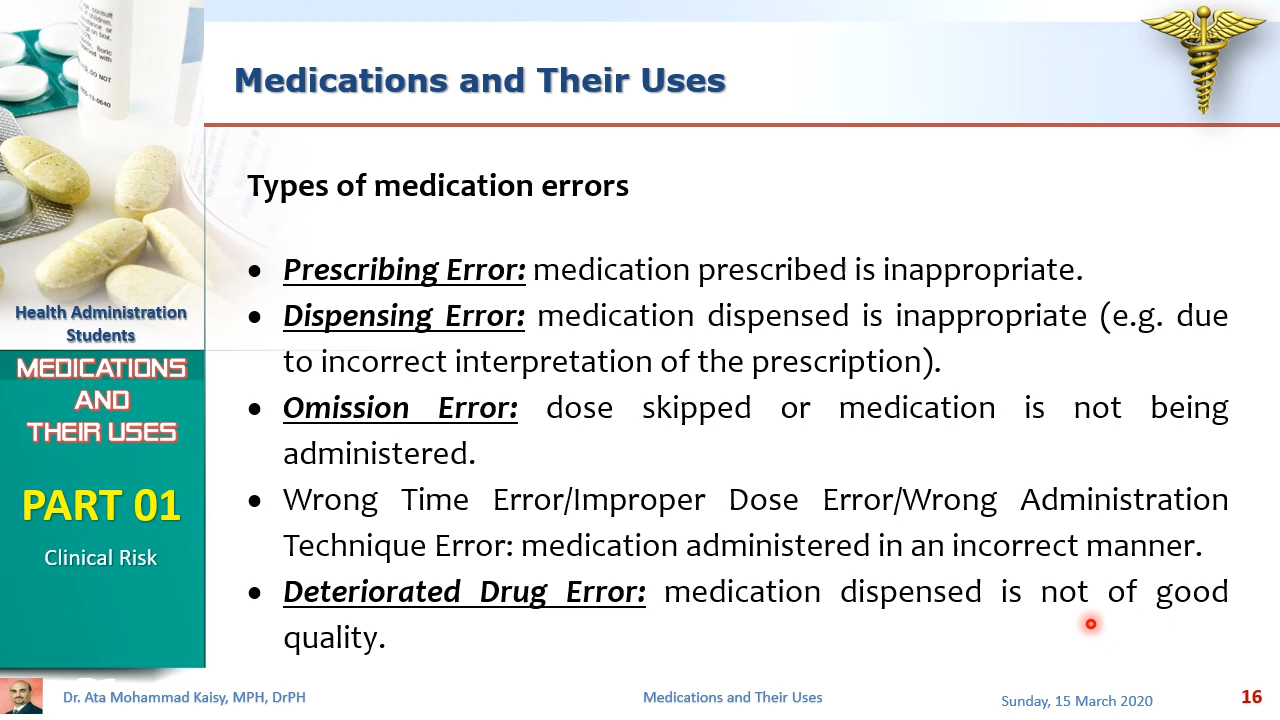 Medications and Their Uses
Types of medication errors
• Prescribing Error: medication prescribed is inappropriate.
• Dispensing Error: medication dispensed is inappropriate (e.g. due
to incorrect interpretation of the prescription).
• Omission Error: dose skipped or medication is not being
administered.
• Wrong Time Error/Improper Dose Error/Wrong Administration
Technique Error: medication administered in an incorrect manner.
• Deteriorated Drug Error: medication dispensed is not of good
quality.
Health Administration
Students
MEDICATIONS
AND
THEIR USES
PART 01
Clinical Risk
Dr. Ata Mohammad Kaisy, MPH, DrPH
Medications and Their Uses
Sunday, 15 March 2020
16